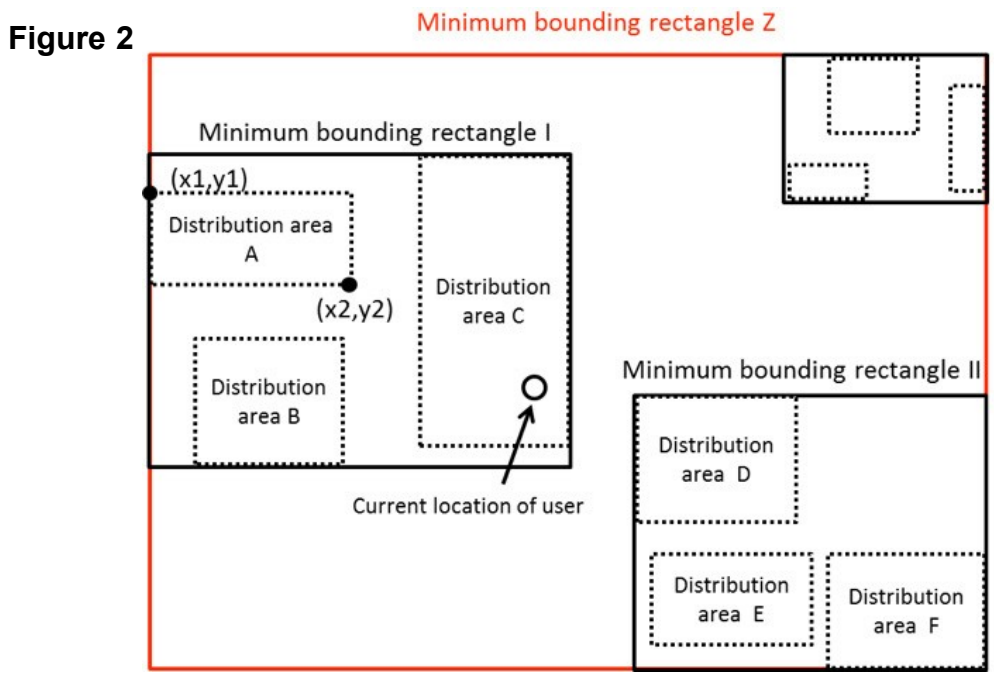 Figure 2
Minimum bounding rectangle Z
Minimum bounding rectangle I
(x1,y1)
Distribution area
A
(x2,y2)
Distribution
area C
Distribution
area B
Current location of user
Minimum bounding rectangle II
Distribution
area D
Distribution
area E
Distribution
area F